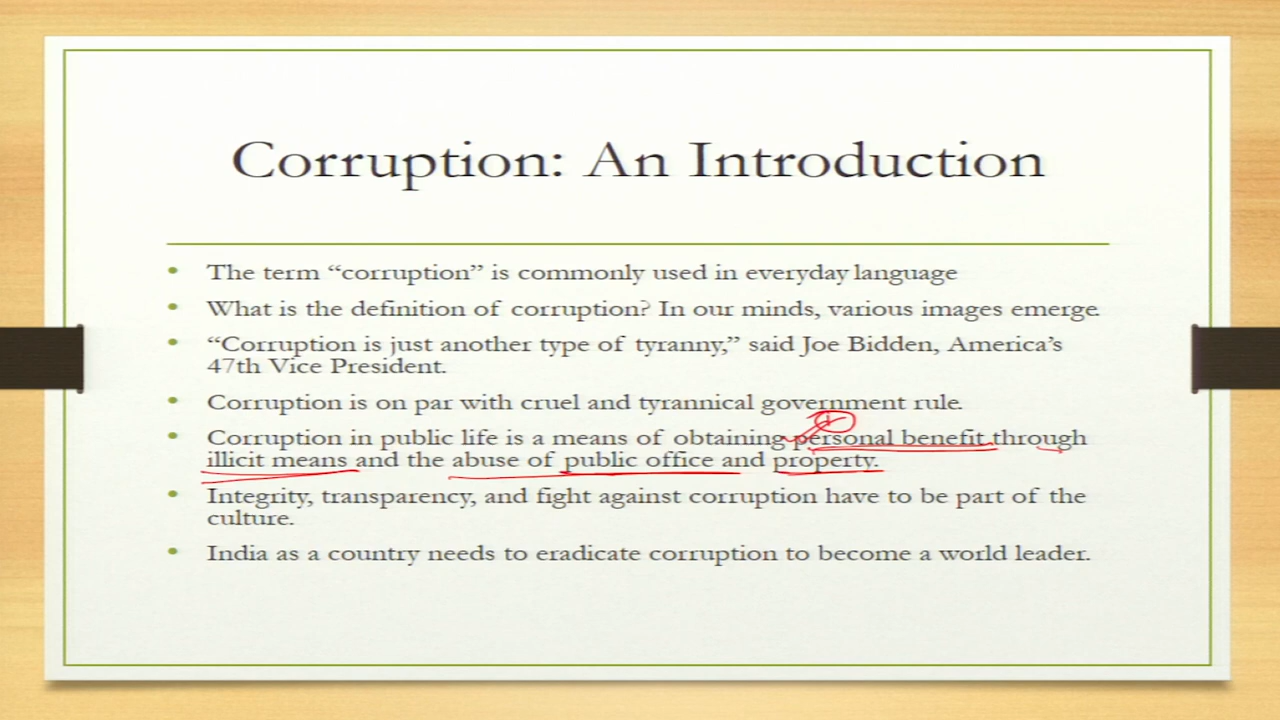 Corruption: An Introduction
• The term “corruption” is commonly used in everyday language
• What is the definition of corruption? In our minds, various images emerge.
• “Corruption is just another type of tyranny,” said Joe Bidden, America’s
47th Vice President.
• Corruption is on par with cruel and tyrannical government rule.
• Corruption in public life is a means of obtaining personal benefit through
illicit means and the abuse of public office and property.
• Integrity, transparency, and fight against corruption have to be part of the
culture.
• India as a country needs to eradicate corruption to become a world leader.